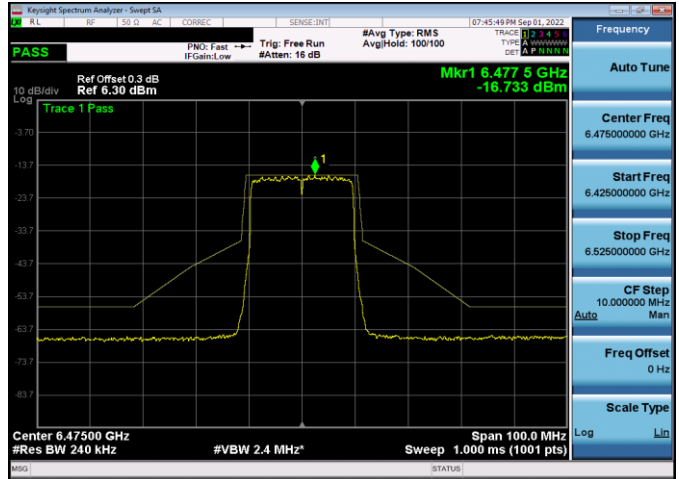 Keysight Spectrum Analyzer - Swept SA
RL RF 50 Ω AC CORREC SENSE:INT 07:45:49 PM Sep 01, 2022
#Avg Type: RMS TRACE 1 2 3 4 5 6
PNO: Fast Trig: Free Run Avg|Hold: 100/100 TYPE A WWWWW
PASS IFGain:Low #Atten: 16 dB DET A P N N N N
Ref Offset 0.3 dB Mkr1 6.477 5 GHz
10 dB/div Ref 6.30 dBm -16.733 dBm
Log
Trace 1 Pass
-3.70
1
-13.7
-23.7
-33.7
-43.7
-53.7
-63.7
-73.7
-83.7
Center 6.47500 GHz Span 100.0 MHz
#Res BW 240 kHz #VBW 2.4 MHz* Sweep 1.000 ms (1001 pts)
MSG STATUS
Frequency
Auto Tune
Center Freq
6.475000000 GHz
Start Freq
6.425000000 GHz
Stop Freq
6.525000000 GHz
CF Step
10.000000 MHz
Auto Man
Freq Offset
0 Hz
Scale Type
Log Lin